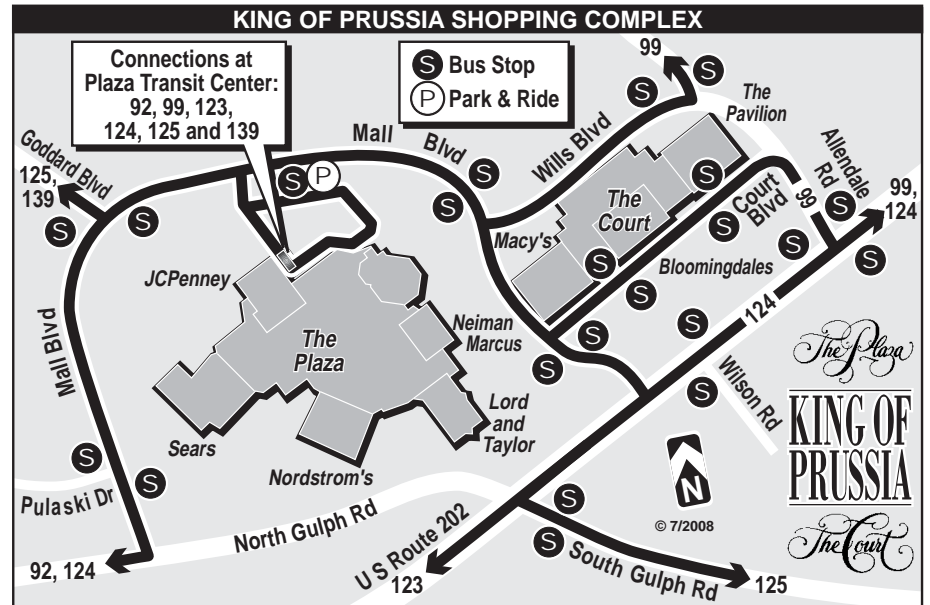 KING OF PRUSSIA SHOPPING COMPLEX
Connections at
Plaza Transit Center:
92, 99, 123,
124, 125 and 139
S Bus Stop
P Park & Ride
99
S
S
The
Pavilion
Goddard Blvd
125,
139
Mall
Blvd
Wills Blvd
Allendale
Rd
99,
124
S
P
S
S
S
S
S
The
Court
S
Court
Blvd
99
S
S
S
Macy's
S
S
Bloomingdales
JCPenney
124
S
S
S
Neiman
Marcus
The
Plaza
Mall Blvd
The Plaza
Wilson Rd
S
Lord
and
Taylor
KING OF
PRUSSIA
Sears
Nordstrom's
S
S
Pulaski Dr
N
© 7/2008
North Gulph Rd
U S Route 202
S
S
South Gulph Rd
The Court
92, 124
123
125